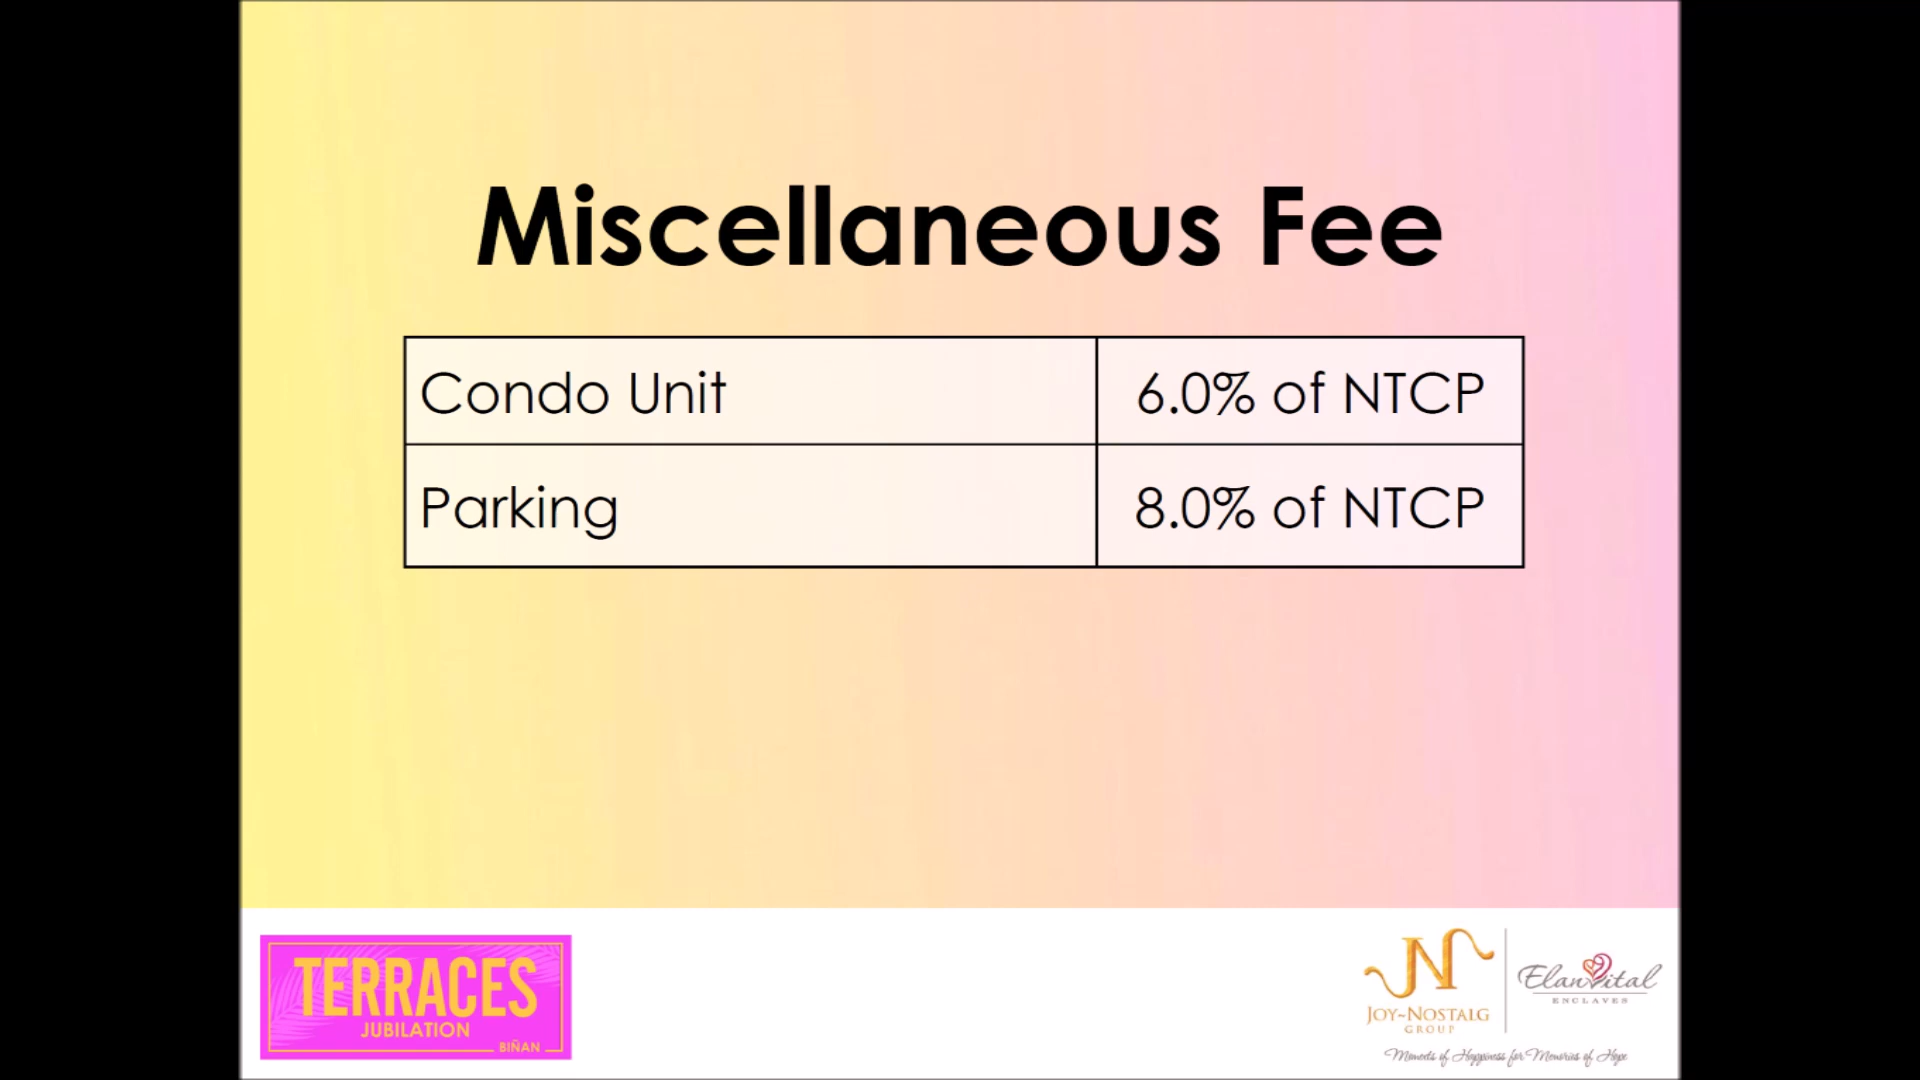 Miscellaneous Fee
Condo Unit 6.0% of NTCP
Parking 8.0% of NTCP
TERRACES
JUBILATION
BIÑAN
JN
JOY~NOSTALG
GROUP
ElanVital
ENCLAVES
Moments of Happiness for Memories of Hope